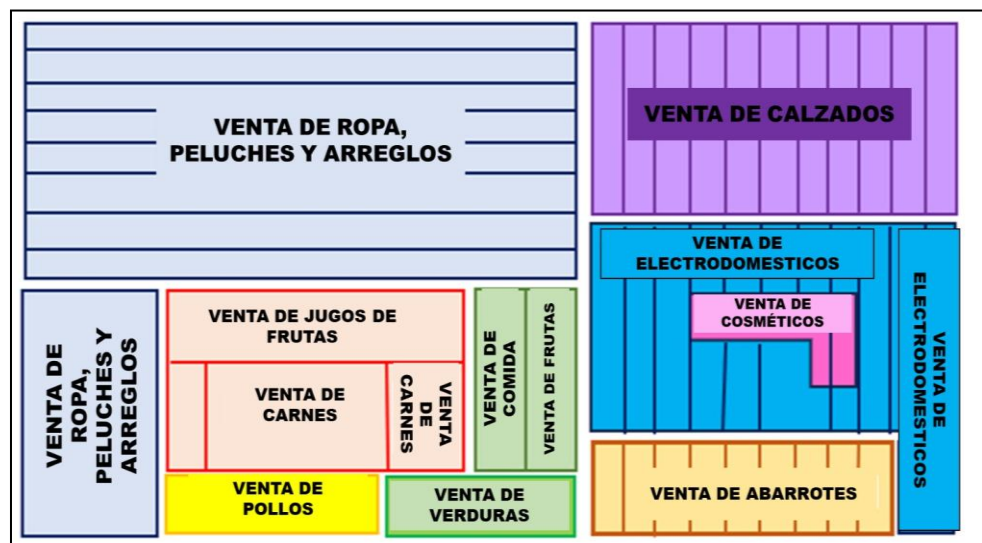 VENTA DE ROPA,
PELUCHES Y ARREGLOS
VENTA DE CALZADOS
VENTA DE
ELECTRODOMESTICOS
VENTA DE
COSMÉTICOS
VENTA DE
ELECTRODOMESTICOS
VENTA DE
ROPA,
PELUCHES Y
ARREGLOS
VENTA DE JUGOS DE
FRUTAS
VENTA DE
CARNES
VENTA
DE
CARNES
VENTA DE
COMIDA
VENTA DE FRUTAS
VENTA DE
POLLOS
VENTA DE
VERDURAS
VENTA DE ABARROTES